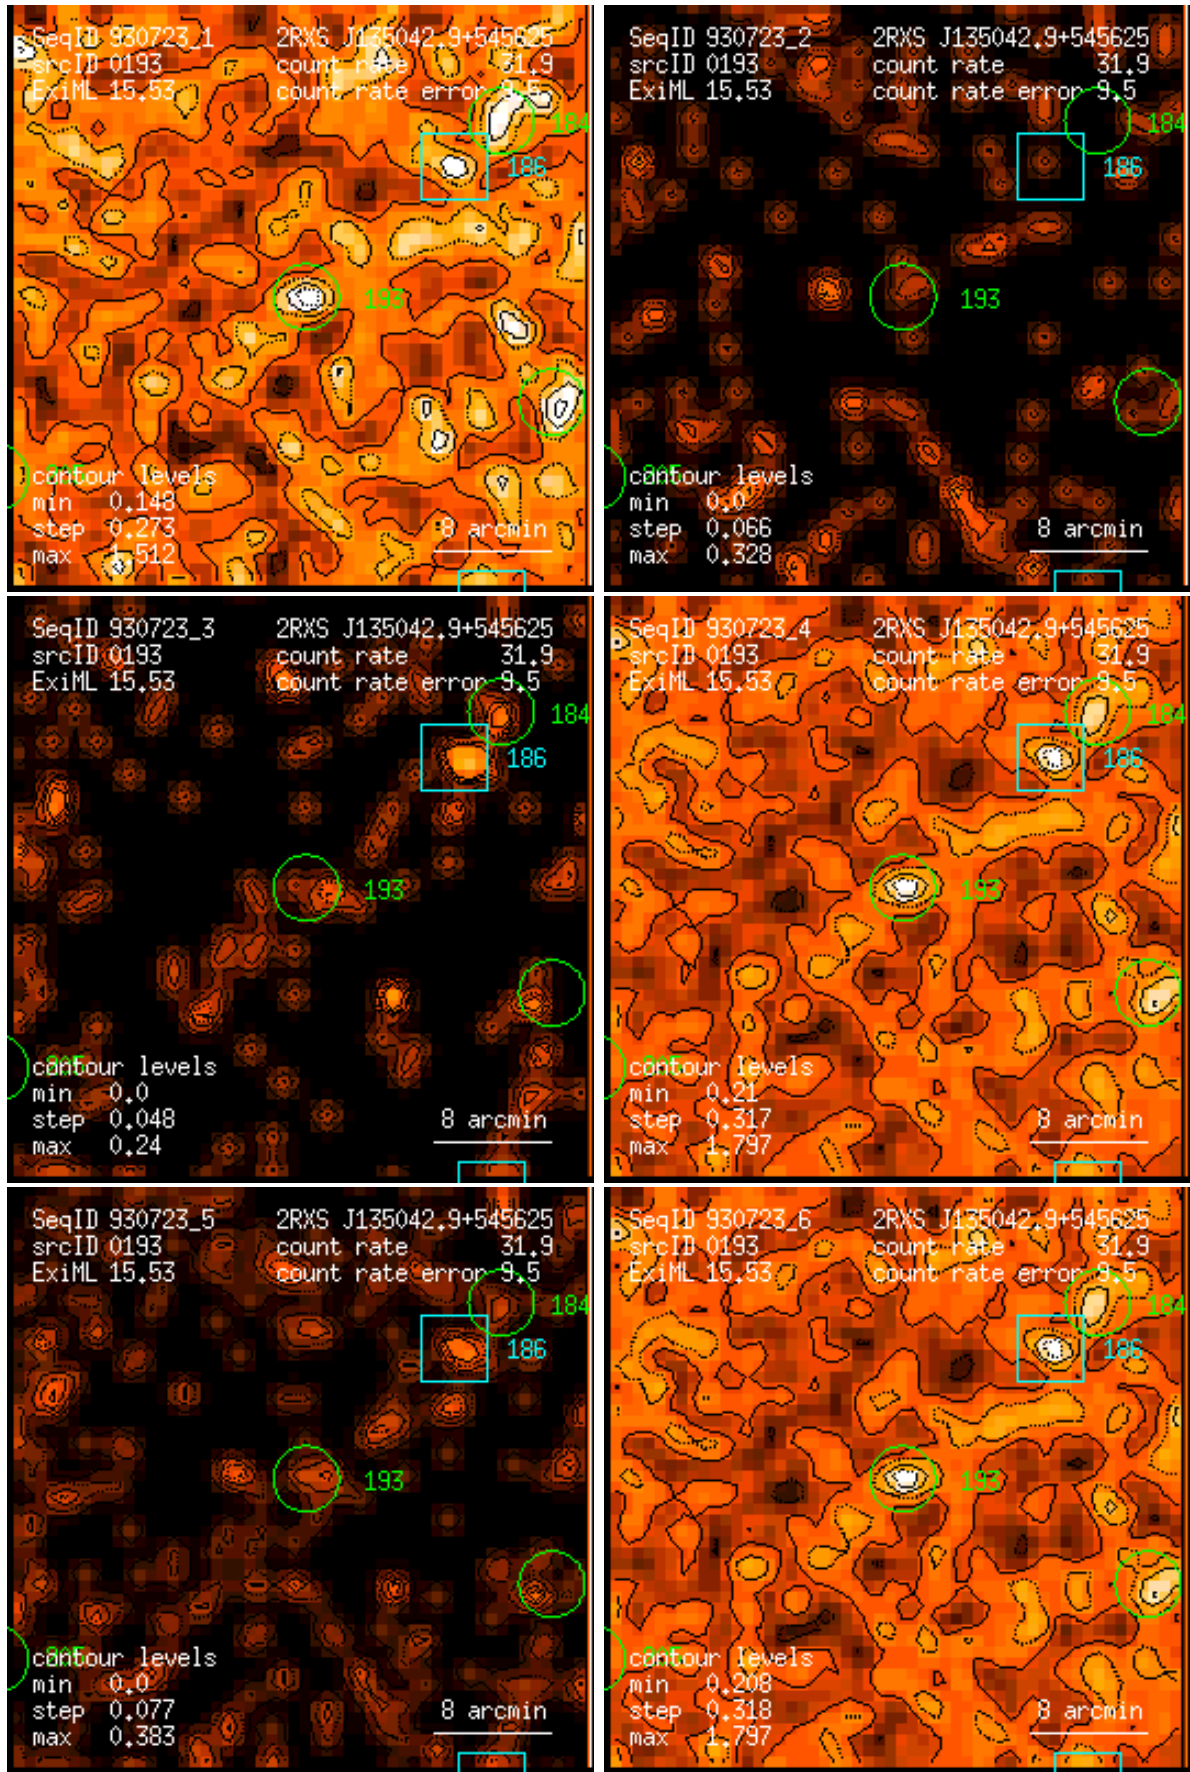 SeqID 930723_1 2RXS J135042.9+545625
srcID 0193 count rate 31.9
ExiML 15.53 count rate error 9.5
184
186
193
contour levels
min 0.148
step 0.273 8 arcmin
max 1.512
SeqID 930723_2 2RXS J135042.9+545625
srcID 0193 count rate 31.9
ExiML 15.53 count rate error 9.5
184
186
193
contour levels
min 0.0
step 0.066 8 arcmin
max 0.328
SeqID 930723_3 2RXS J135042.9+545625
srcID 0193 count rate 31.9
ExiML 15.53 count rate error 9.5
184
186
193
contour levels
min 0.0
step 0.048 8 arcmin
max 0.24
SeqID 930723_4 2RXS J135042.9+545625
srcID 0193 count rate 31.9
ExiML 15.53 count rate error 9.5
184
186
193
contour levels
min 0.21
step 0.317 8 arcmin
max 1.797
SeqID 930723_5 2RXS J135042.9+545625
srcID 0193 count rate 31.9
ExiML 15.53 count rate error 9.5
184
186
193
contour levels
min 0.0
step 0.077 8 arcmin
max 0.383
SeqID 930723_6 2RXS J135042.9+545625
srcID 0193 count rate 31.9
ExiML 15.53 count rate error 9.5
184
186
193
contour levels
min 0.208
step 0.318 8 arcmin
max 1.797